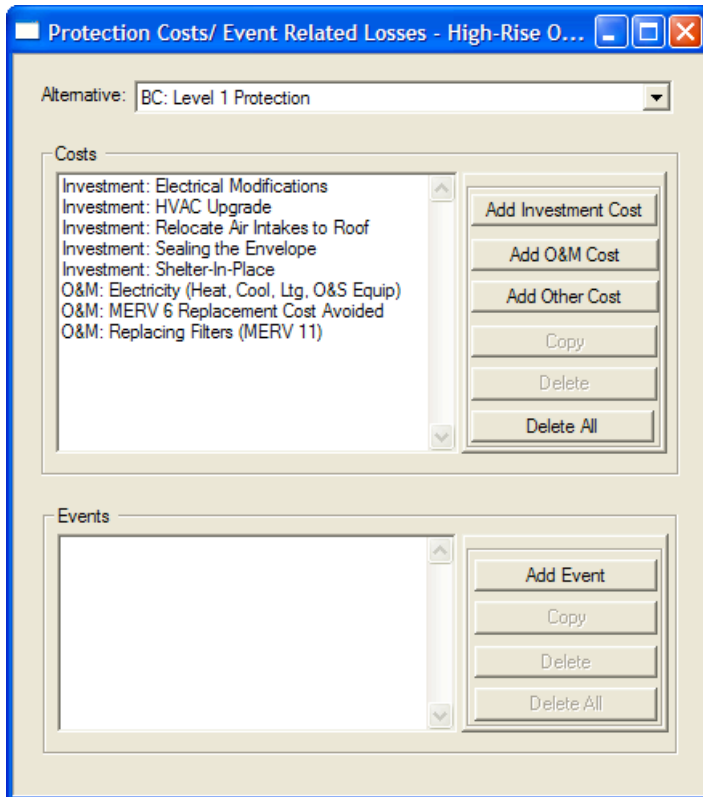 Protection Costs/ Event Related Losses - High-Rise O...
Alternative: BC: Level 1 Protection
Costs
Investment: Electrical Modifications
Investment: HVAC Upgrade
Investment: Relocate Air Intakes to Roof
Investment: Sealing the Envelope
Investment: Shelter-In-Place
O&M: Electricity (Heat, Cool, Ltg, O&S Equip)
O&M: MERV 6 Replacement Cost Avoided
O&M: Replacing Filters (MERV 11)
Add Investment Cost
Add O&M Cost
Add Other Cost
Copy
Delete
Delete All
Events
Add Event
Copy
Delete
Delete All